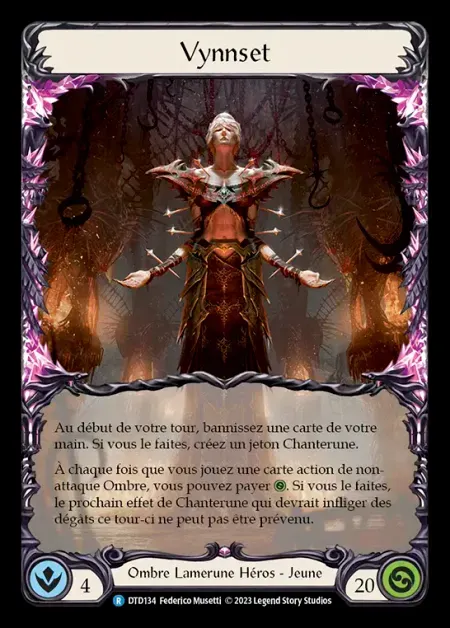 Vynnset
Au début de votre tour, bannissez une carte de votre
main. Si vous le faites, créez un jeton Chanterune.
À chaque fois que vous jouez une carte action de non-
attaque Ombre, vous pouvez payer. Si vous le faites,
le prochain effet de Chanterune qui devrait infliger des
dégâts ce tour-ci ne peut pas être prévenu.
4
Ombre Lamerune Héros - Jeune
20
R DTD134 Federico Musetti © 2023 Legend Story Studios